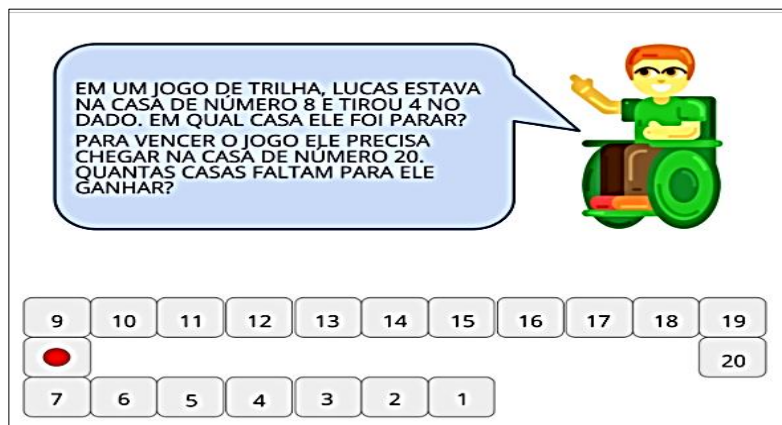 EM UM JOGO DE TRILHA, LUCAS ESTAVA
NA CASA DE NÚMERO 8 E TIROU 4 NO
DADO. EM QUAL CASA ELE FOI PARAR?
PARA VENCER O JOGO ELE PRECISA
CHEGAR NA CASA DE NÚMERO 20.
QUANTAS CASAS FALTAM PARA ELE
GANHAR?
9 10 11 12 13 14 15 16 17 18 19
20
7 6 5 4 3 2 1